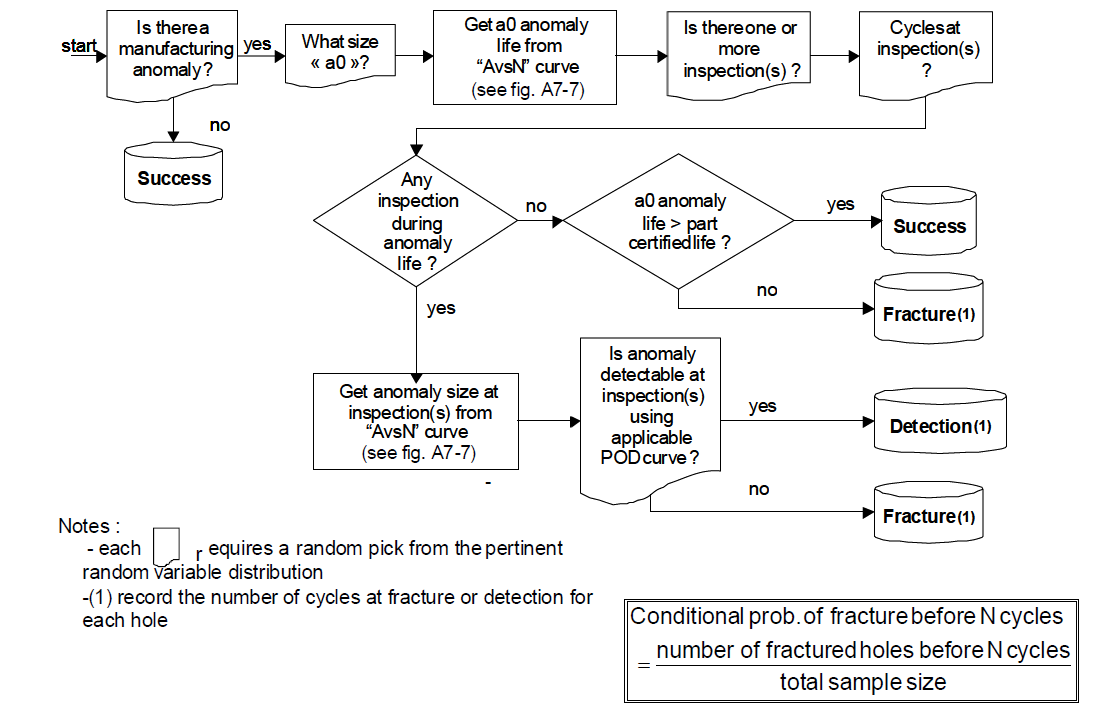 start
Is there a
manufacturing
anomaly ?
yes
no
Success
What size
« a0 »?
Get a0 anomaly
life from
“AvsN” curve
(see fig. A7-7)
Is there one or
more
inspection(s) ?
Cycles at
inspection(s)
?
Any
inspection
during
anomaly
life ?
no
yes
a0 anomaly
life > part
certified life ?
yes
Success
no
Fracture(1)
Get anomaly size at
inspection(s) from
“AvsN” curve
(see fig. A7-7)
-
Is anomaly
detectable at
inspection(s)
using
applicable
POD curve ?
yes
Detection(1)
no
Fracture(1)
Notes :
- each r equires a random pick from the pertinent
random variable distribution
-(1) record the number of cycles at fracture or detection for
each hole
Conditional prob. of fracture before N cycles
= number of fractured holes before N cycles
total sample size